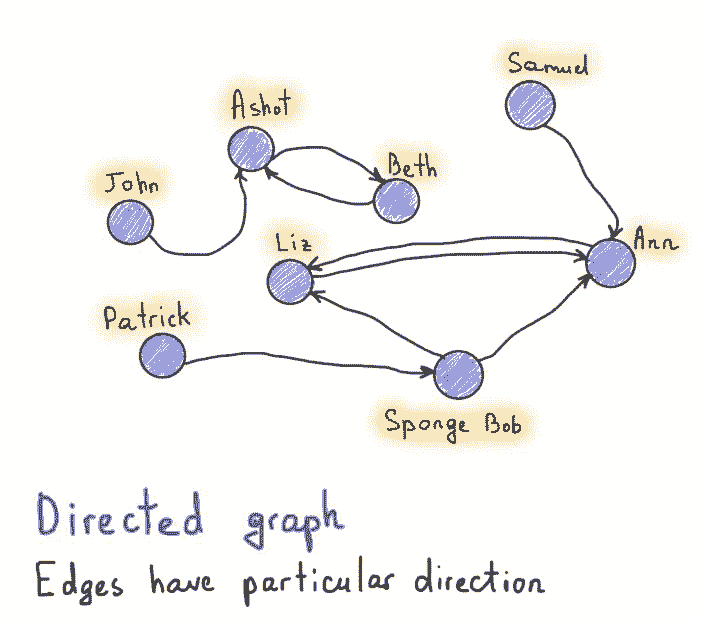 Samuel
Ashot
Beth
John
Liz
Ann
Patrick
Sponge Bob
Directed graph
Edges have particular direction